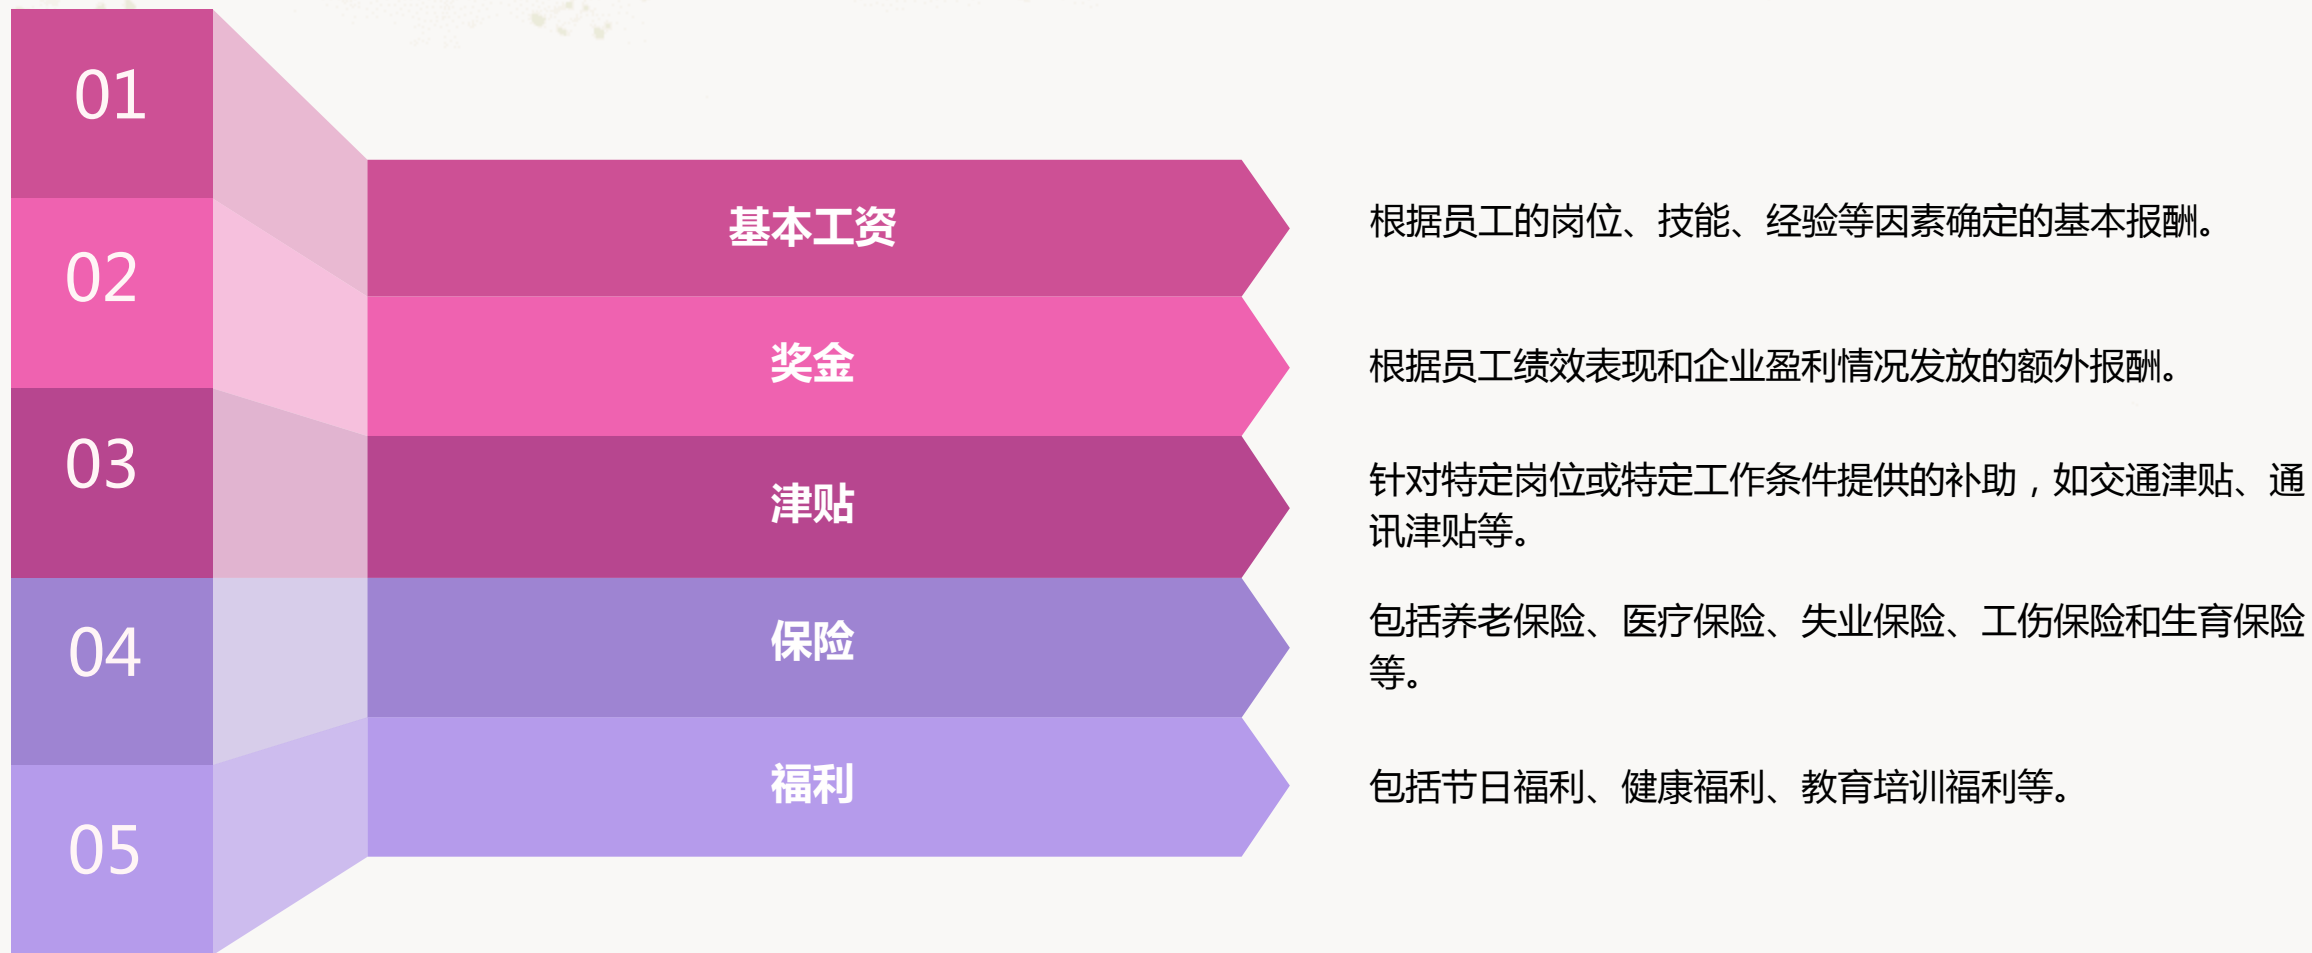 01
基本工资
根据员工的岗位、技能、经验等因素确定的基本报酬。
02
奖金
根据员工绩效表现和企业盈利情况发放的额外报酬。
03
津贴
针对特定岗位或特定工作条件提供的补助，如交通津贴、通
讯津贴等。
04
保险
包括养老保险、医疗保险、失业保险、工伤保险和生育保险
等。
05
福利
包括节日福利、健康福利、教育培训福利等。